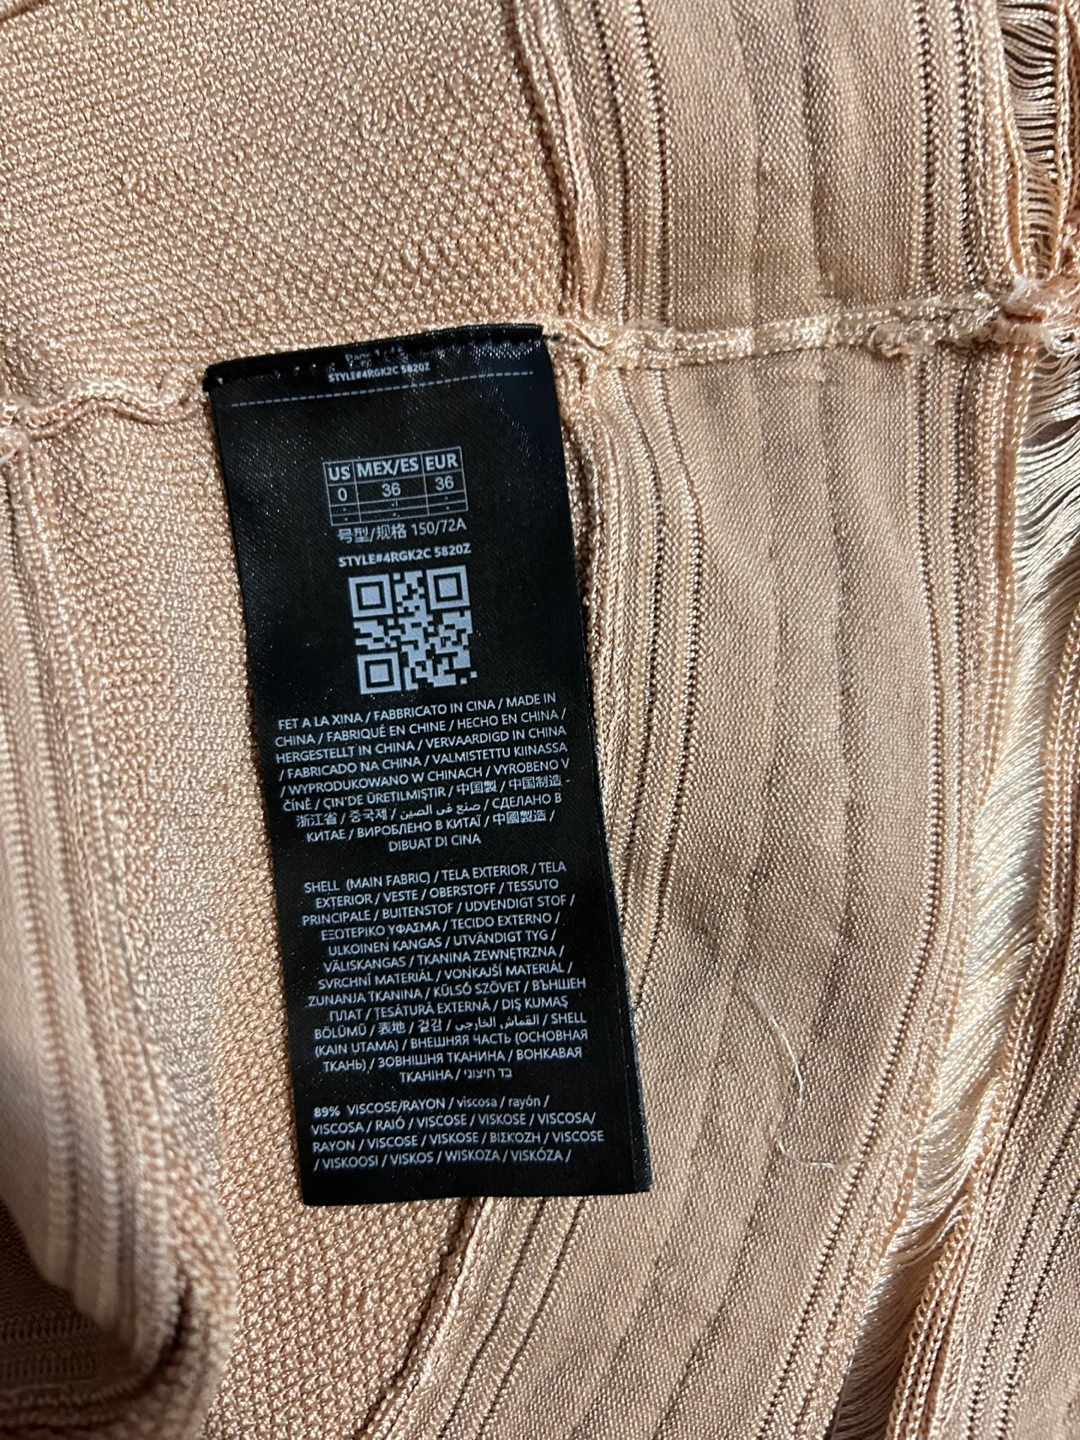 STYLE#4RGK2C 5820Z
US MEX/ES EUR
0 36 36
- - -
- - -
号型/规格 150/72A
STYLE#4RGK2C 5820Z
FET A LA XINA / FABBRICATO IN CINA / MADE IN
CHINA / FABRIQUÉ EN CHINE / HECHO EN CHINA /
HERGESTELLT IN CHINA / VERVAARDIGD IN CHINA
/ FABRICADO NA CHINA / VALMISTETTU KIINASSA
/ WYPRODUKOWANO W CHINACH / VYROBENO V
ČÍNĚ / ÇIN'DE ÜRETILMIŞTIR / 中国製 / 中国制造 -
浙江省 / 중국제 / صنع في الصين / СДЕЛАНО В
КИТАЕ / ВИРОБЛЕНО В КИТАЇ / 中國製造 /
DIBUAT DI CINA
SHELL (MAIN FABRIC) / TELA EXTERIOR / TELA
EXTERIOR / VESTE / OBERSTOFF / TESSUTO
PRINCIPALE / BUITENSTOF / UDVENDIGT STOF /
ΕΞΩΤΕΡΙΚΟ ΥΦΑΣΜΑ / TECIDO EXTERNO /
ULKOINEN KANGAS / UTVÄNDIGT TYG /
VÄLISKANGAS / TKANINA ZEWNĘTRZNA /
SVRCHNÍ MATERIÁL / VONKAJŠÍ MATERIÁL /
ZUNANJA TKANINA / KÜLSŐ SZÖVET / ВЪНШЕН
ПЛАТ / ŢESĂTURĂ EXTERNĂ / DIŞ KUMAŞ
BÖLÜMÜ / 表地 / 겉감 / القماش الخارجي / SHELL
(KAIN UTAMA) / ВНЕШНЯЯ ЧАСТЬ (ОСНОВНАЯ
ТКАНЬ) / ЗОВНІШНЯ ТКАНИНА / ВОНКАВАЯ
ТКАНІНА / בד חיצוני
89% VISCOSE/RAYON / viscosa / rayón /
VISCOSA / RAIÓ / VISCOSE / VISKOSE / VISCOSA/
RAYON / VISCOSE / VISKOSE / ΒΙΣΚΟΖΗ / VISCOSE
/ VISKOOSI / VISKOS / WISKOZA / VISKÓZA /